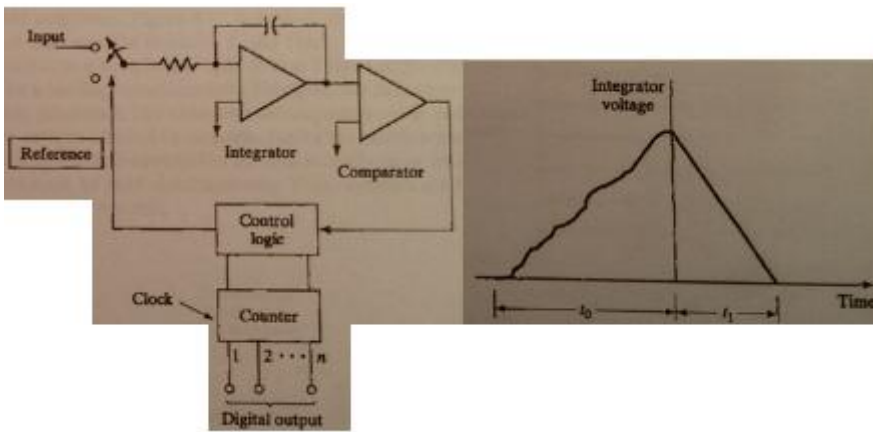 Input
Reference
Integrator
Comparator
Control
logic
Clock
Counter
1 2 ··· n
Digital output
Integrator
voltage
Time
t₀
t₁